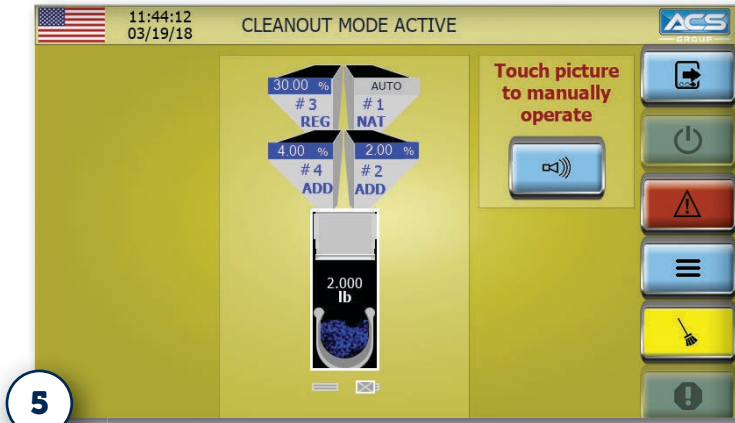 11:44:12
03/19/18
CLEANOUT MODE ACTIVE
ACS
GROUP
30.00 %
AUTO
#3
REG
#1
NAT
4.00 %
2.00 %
#4
ADD
#2
ADD
2.000
lb
Touch picture
to manually
operate
5